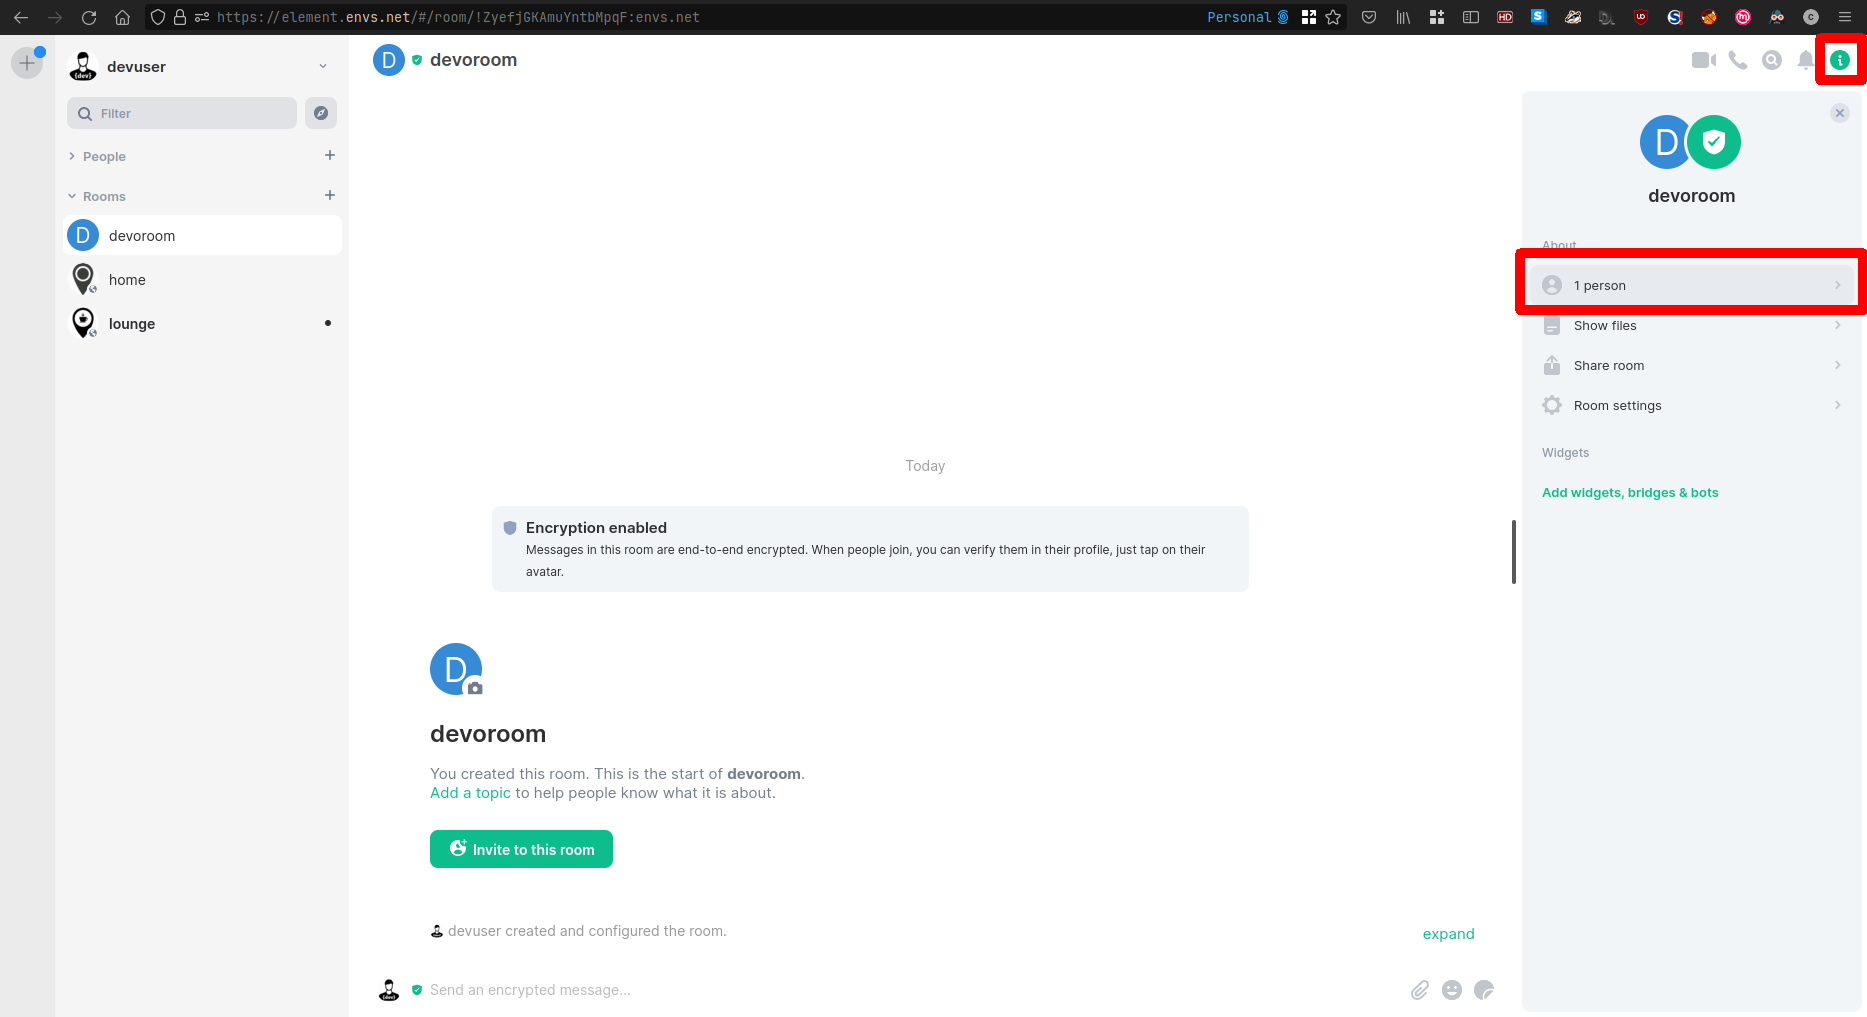 https://element.envs.net/#/room/!ZyefjGKAmuYntbMpqF:envs.net
Personal
devuser
Filter
People
Rooms
D devoroom
home
lounge
D devoroom
D
devoroom
About
1 person
Show files
Share room
Room settings
Widgets
Add widgets, bridges & bots
Today
Encryption enabled
Messages in this room are end-to-end encrypted. When people join, you can verify them in their profile, just tap on their
avatar.
D
devoroom
You created this room. This is the start of devoroom.
Add a topic to help people know what it is about.
Invite to this room
devuser created and configured the room.
expand
Send an encrypted message...